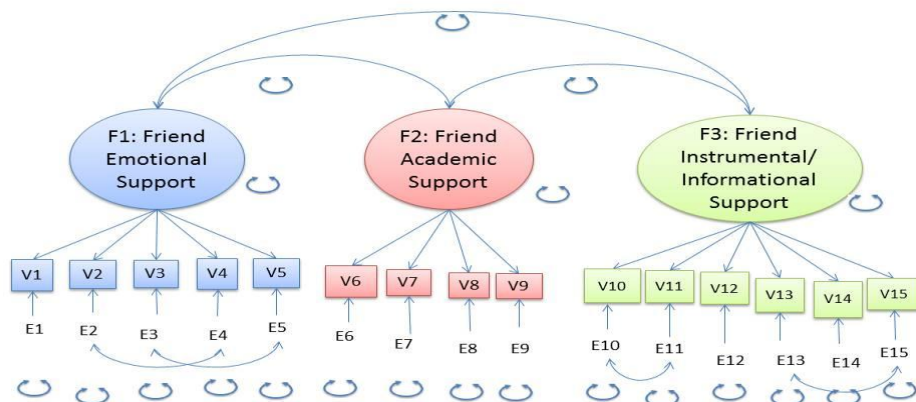 F1: Friend
Emotional
Support
F2: Friend
Academic
Support
F3: Friend
Instrumental/
Informational
Support
V1
V2
V3
V4
V5
V6
V7
V8
V9
V10
V11
V12
V13
V14
V15
E1
E2
E3
E4
E5
E6
E7
E8
E9
E10
E11
E12
E13
E14
E15